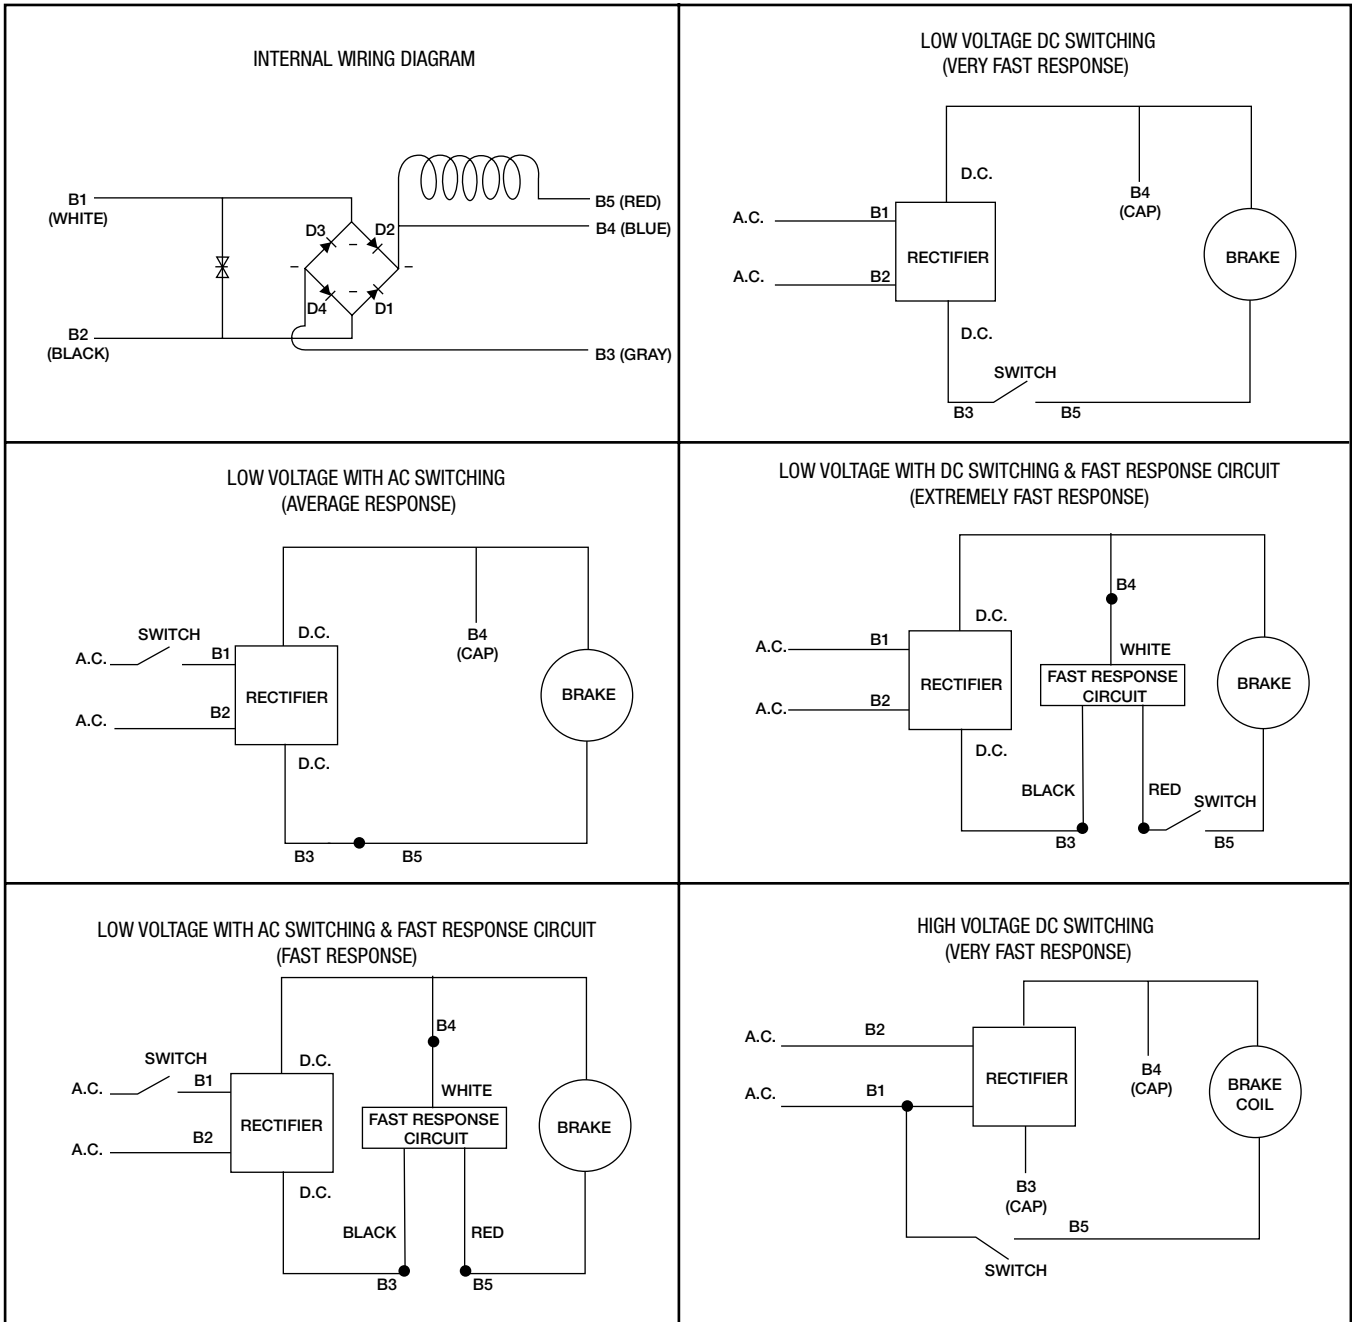 INTERNAL WIRING DIAGRAM
B1
(WHITE)
B2
(BLACK)
D3
D2
D4
D1
B5 (RED)
B4 (BLUE)
B3 (GRAY)
LOW VOLTAGE DC SWITCHING
(VERY FAST RESPONSE)
D.C.
B4
(CAP)
A.C.
B1
RECTIFIER
BRAKE
A.C.
B2
D.C.
SWITCH
B3
B5
LOW VOLTAGE WITH AC SWITCHING
(AVERAGE RESPONSE)
SWITCH
D.C.
B4
(CAP)
A.C.
B1
RECTIFIER
BRAKE
A.C.
B2
D.C.
B3
B5
LOW VOLTAGE WITH DC SWITCHING & FAST RESPONSE CIRCUIT
(EXTREMELY FAST RESPONSE)
B4
D.C.
A.C.
B1
WHITE
RECTIFIER
FAST RESPONSE
CIRCUIT
BRAKE
A.C.
B2
D.C.
BLACK
RED
SWITCH
B3
B5
LOW VOLTAGE WITH AC SWITCHING & FAST RESPONSE CIRCUIT
(FAST RESPONSE)
B4
SWITCH
D.C.
A.C.
B1
WHITE
RECTIFIER
FAST RESPONSE
CIRCUIT
BRAKE
A.C.
B2
D.C.
BLACK
RED
B3
B5
HIGH VOLTAGE DC SWITCHING
(VERY FAST RESPONSE)
A.C.
B2
RECTIFIER
B4
(CAP)
BRAKE
COIL
A.C.
B1
B3
(CAP)
B5
SWITCH